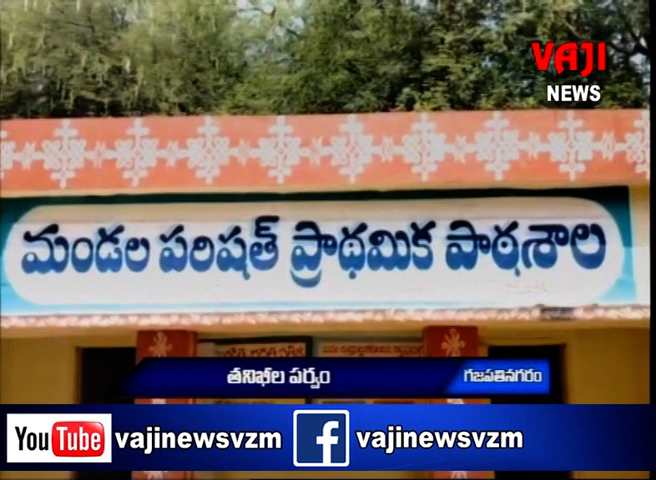 VAJI
NEWS
మండల పరిషత్ ప్రాథమిక పాఠశాల
తనిఖీల పర్వం
గజపతినగరం
YouTube vajinewsvzm f vajinewsvzm